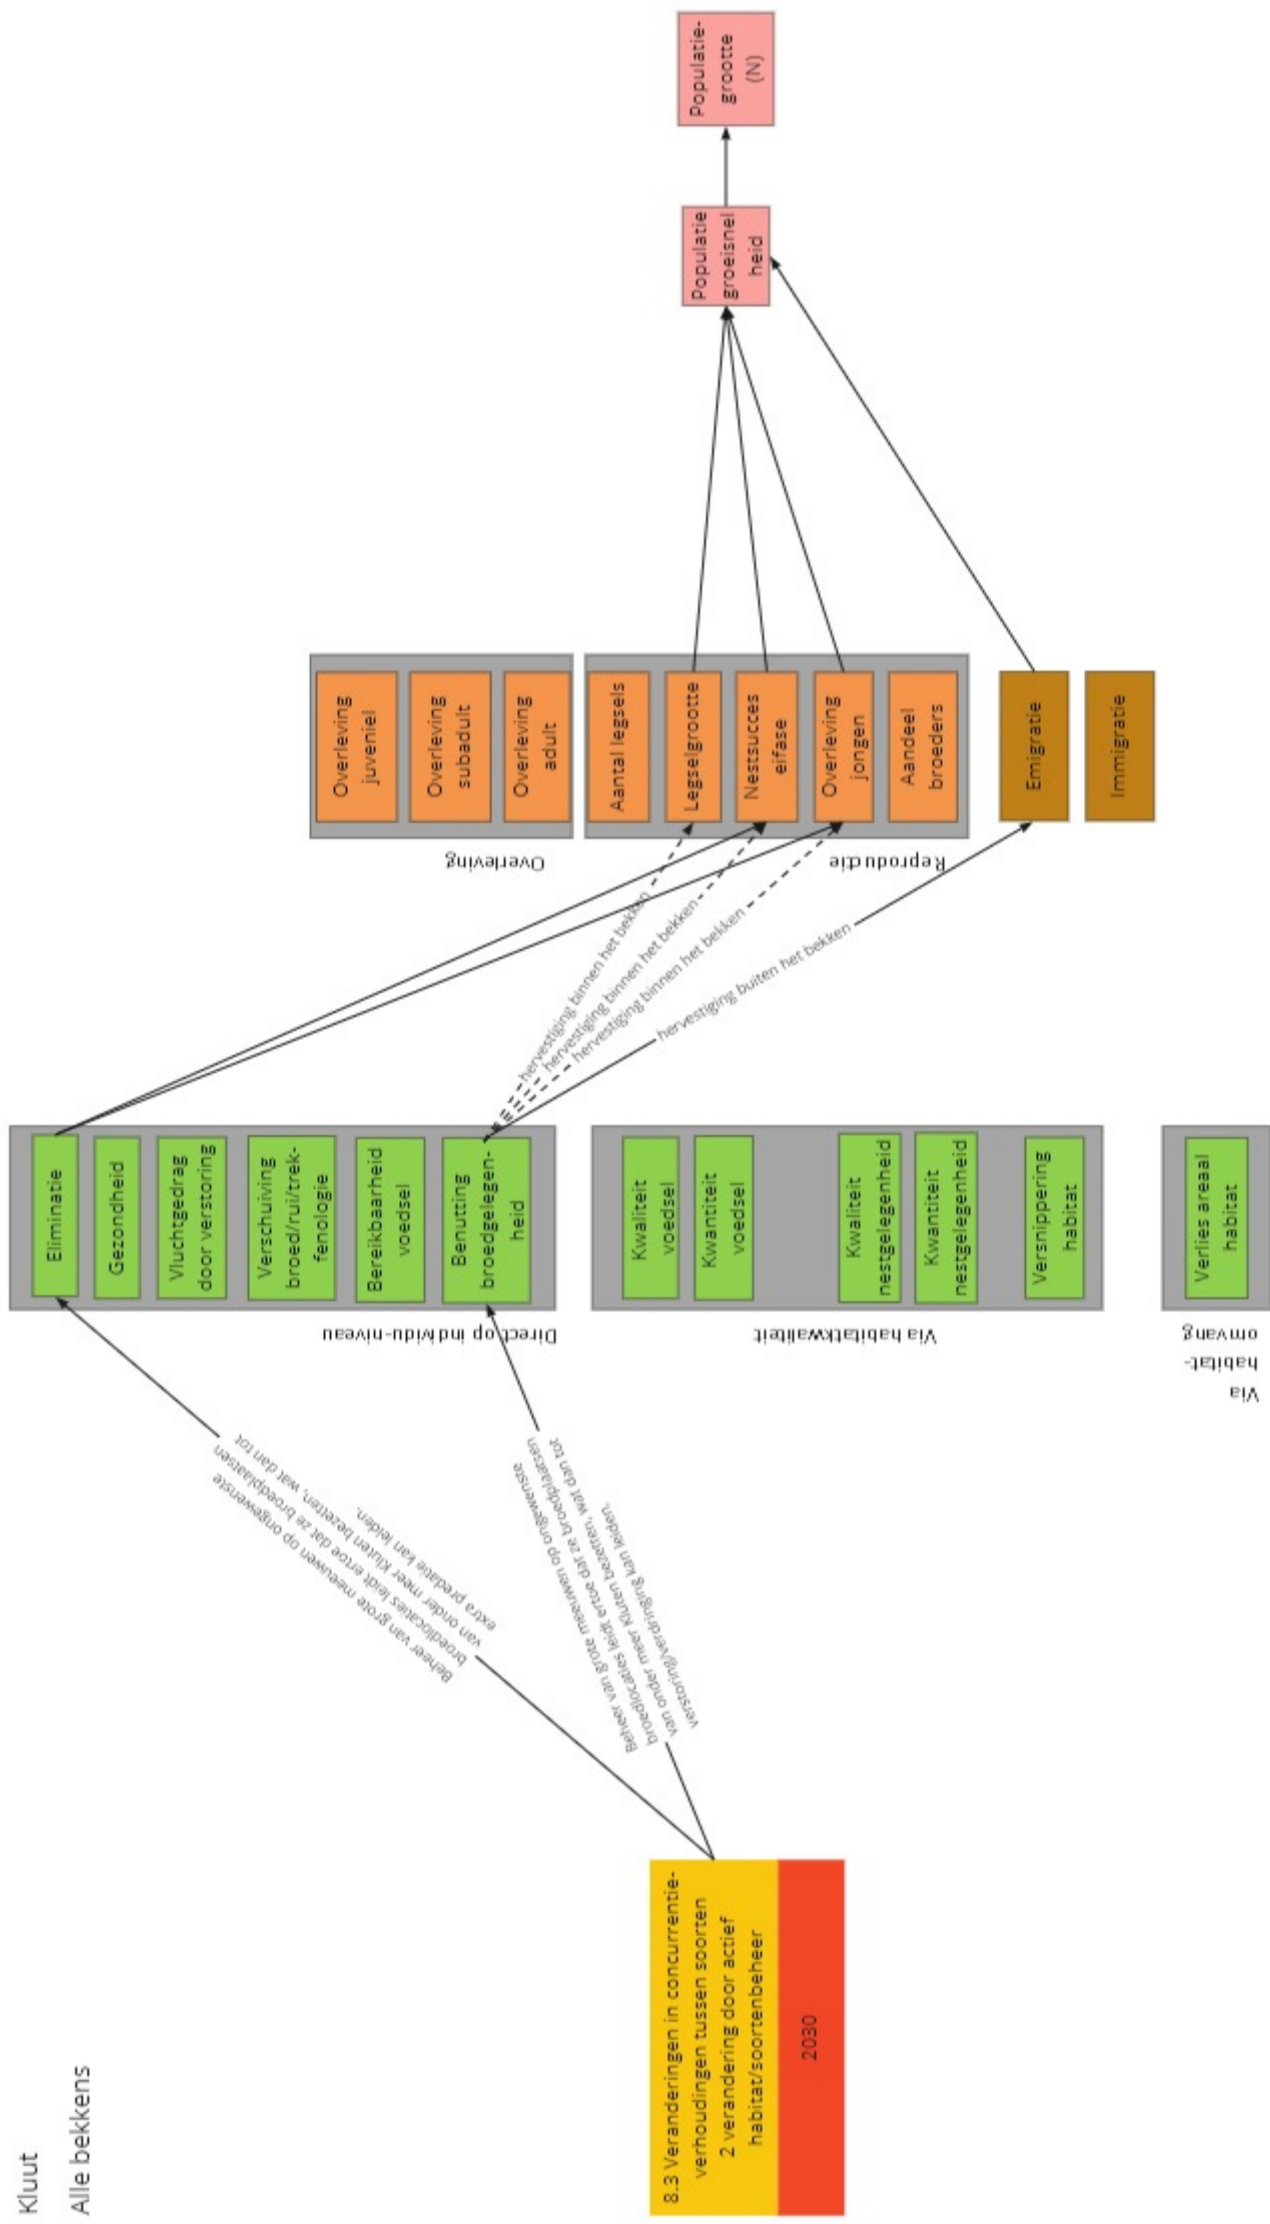 Kluut
Alle bekkens
8.3 Veranderingen in concurrentie-
verhoudingen tussen soorten
2 verandering door actief
habitat/soortenbeheer
2030
Beheer van grote meeuwen op ongewenste
broedlocaties leidt ertoe dat ze broedplaatsen
van onder meer Kluten bezetten, wat dan tot
extra predatie kan leiden.
Beheer van grote meeuwen op ongewenste
broedlocaties leidt ertoe dat ze broedplaatsen
van onder meer Kluten bezetten, wat dan tot
verstoring/verdringing kan leiden.
Direct op individu-niveau
Eliminatie
Gezondheid
Vluchtgedrag
door verstoring
Verschuiving
broed/rui/trek-
fenologie
Bereikbaarheid
voedsel
Benutting
broedgelegen-
heid
Via habitatkwaliteit
Kwaliteit
voedsel
Kwantiteit
voedsel
Kwaliteit
nestgelegenheid
Kwantiteit
nestgelegenheid
Versnippering
habitat
Via
habitat-
omvang
Verlies areaal
habitat
hervestiging binnen het bekken
hervestiging binnen het bekken
hervestiging binnen het bekken
hervestiging buiten het bekken
Overleving
Overleving
juveniel
Overleving
subadult
Overleving
adult
Reproductie
Aantal legsels
Legselgrootte
Nestsucces
eifase
Overleving
jongen
Aandeel
broeders
Emigratie
Immigratie
Populatie
groeisnel
heid
Populatie-
grootte
(N)